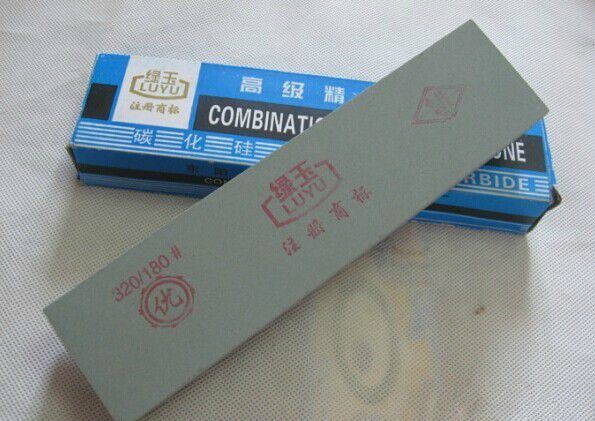 绿玉
LUYU
注册商标
高级精
COMBINATIO
ONE
碳化硅
RBIDE
绿玉
LUYU
注册商标
320/180#
优